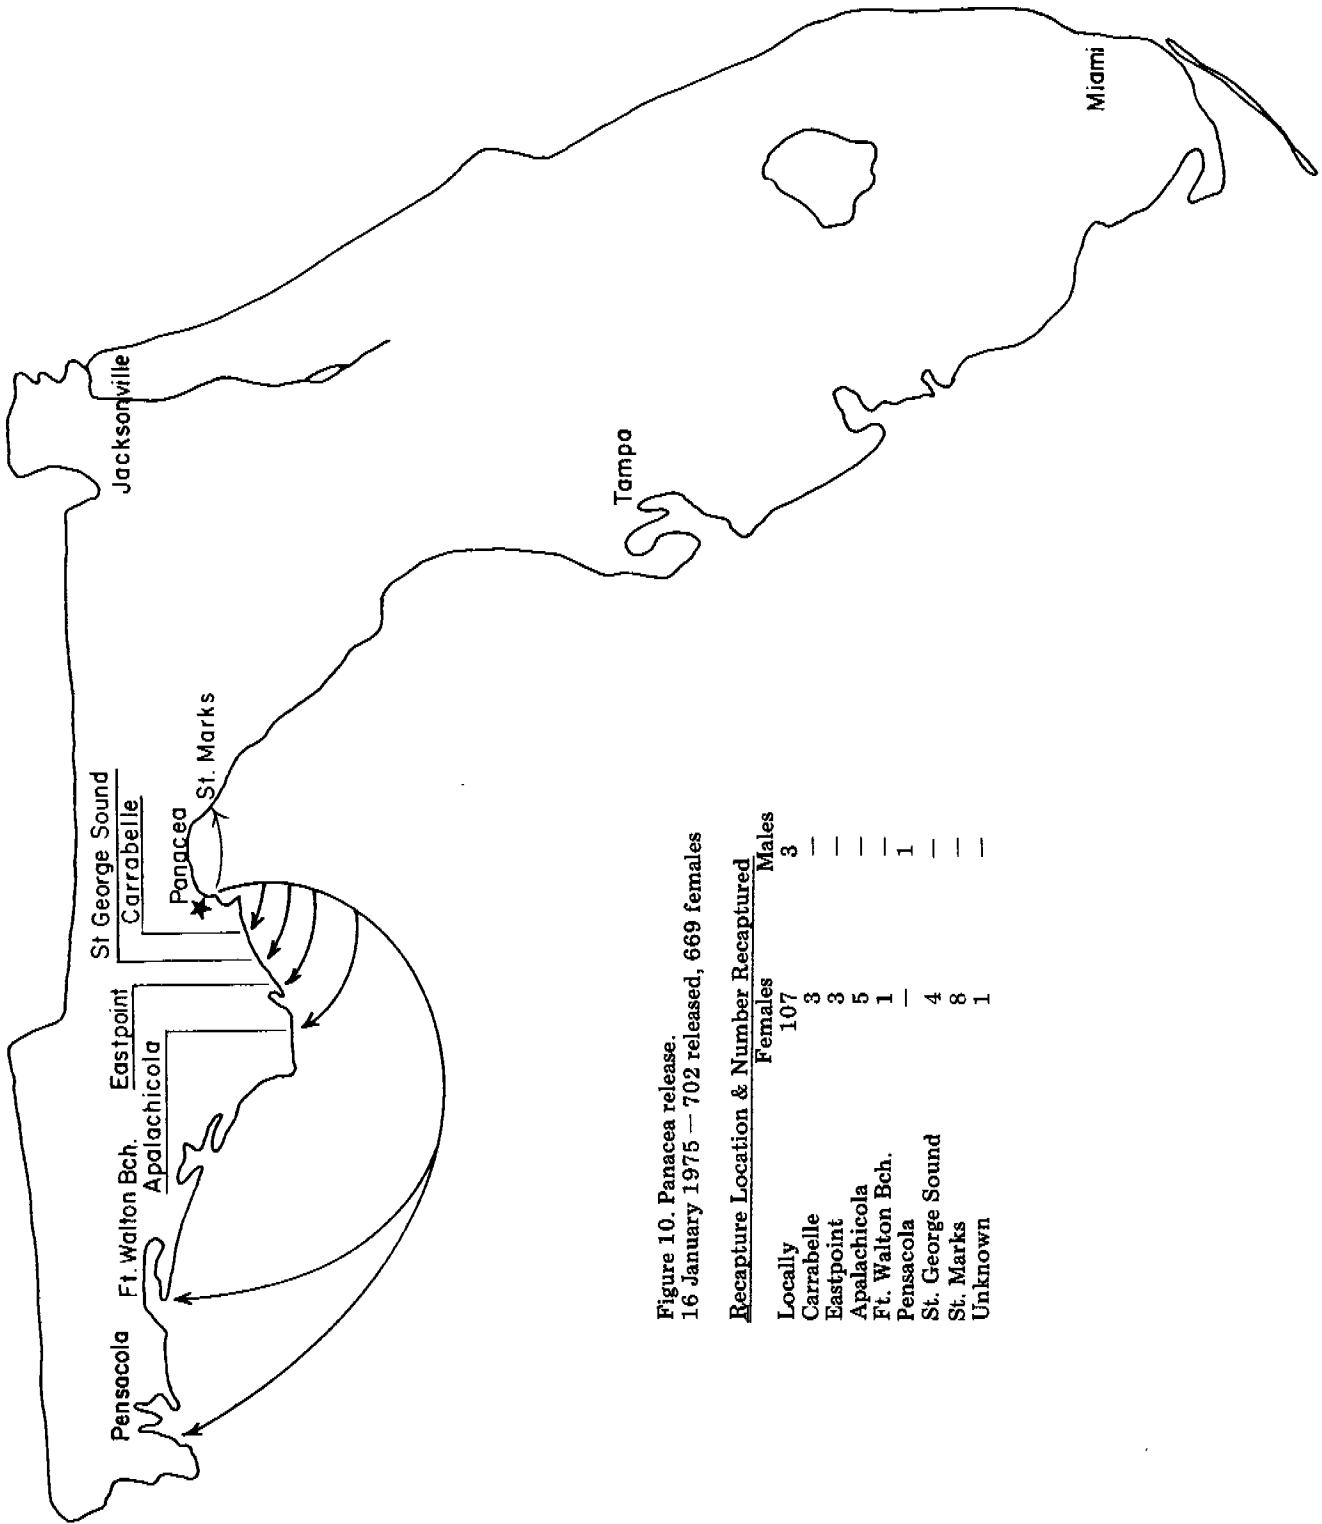 Pensacola
Ft. Walton Bch.
Apalachicola
Eastpoint
St George Sound
Carrabelle
Panacea
St. Marks
Jacksonville
Tampa
Miami
Figure 10. Panacea release.
16 January 1975 — 702 released, 669 females
Recapture Location & Number Recaptured
Females Males
Locally 107 3
Carrabelle 3 —
Eastpoint 3 —
Apalachicola 5 —
Ft. Walton Bch. 1 —
Pensacola — 1
St. George Sound 4 —
St. Marks 8 —
Unknown 1 —